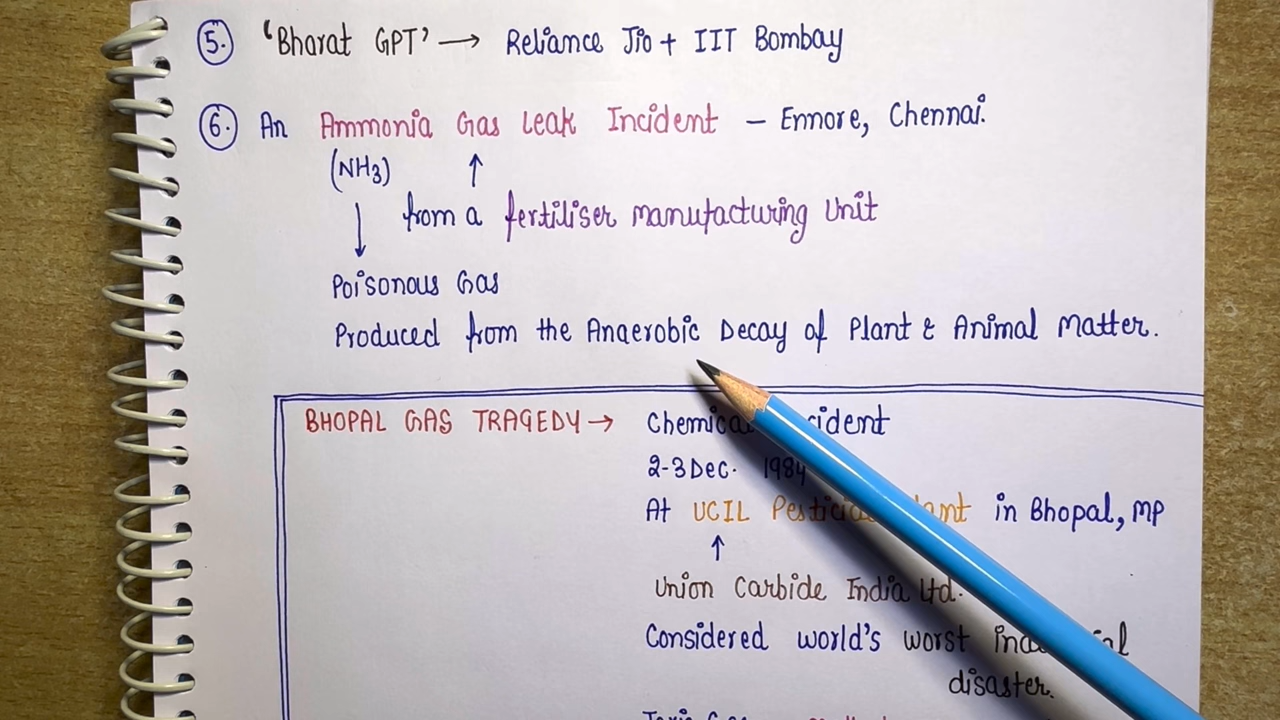 5. 'Bharat GPT' → Reliance Jio + IIT Bombay
6. An Ammonia Gas Leak Incident - Ennore, Chennai.
(NH3) ↑
↓ from a fertiliser manufacturing Unit
Poisonous Gas
Produced from the Anaerobic Decay of Plant & Animal Matter.
BHOPAL GAS TRAGEDY →
Chemical
2-3 Dec. 1984
At UCIL in Bhopal, MP
↑
Union Carbide India Ltd.
Considered world's worst
disaster.